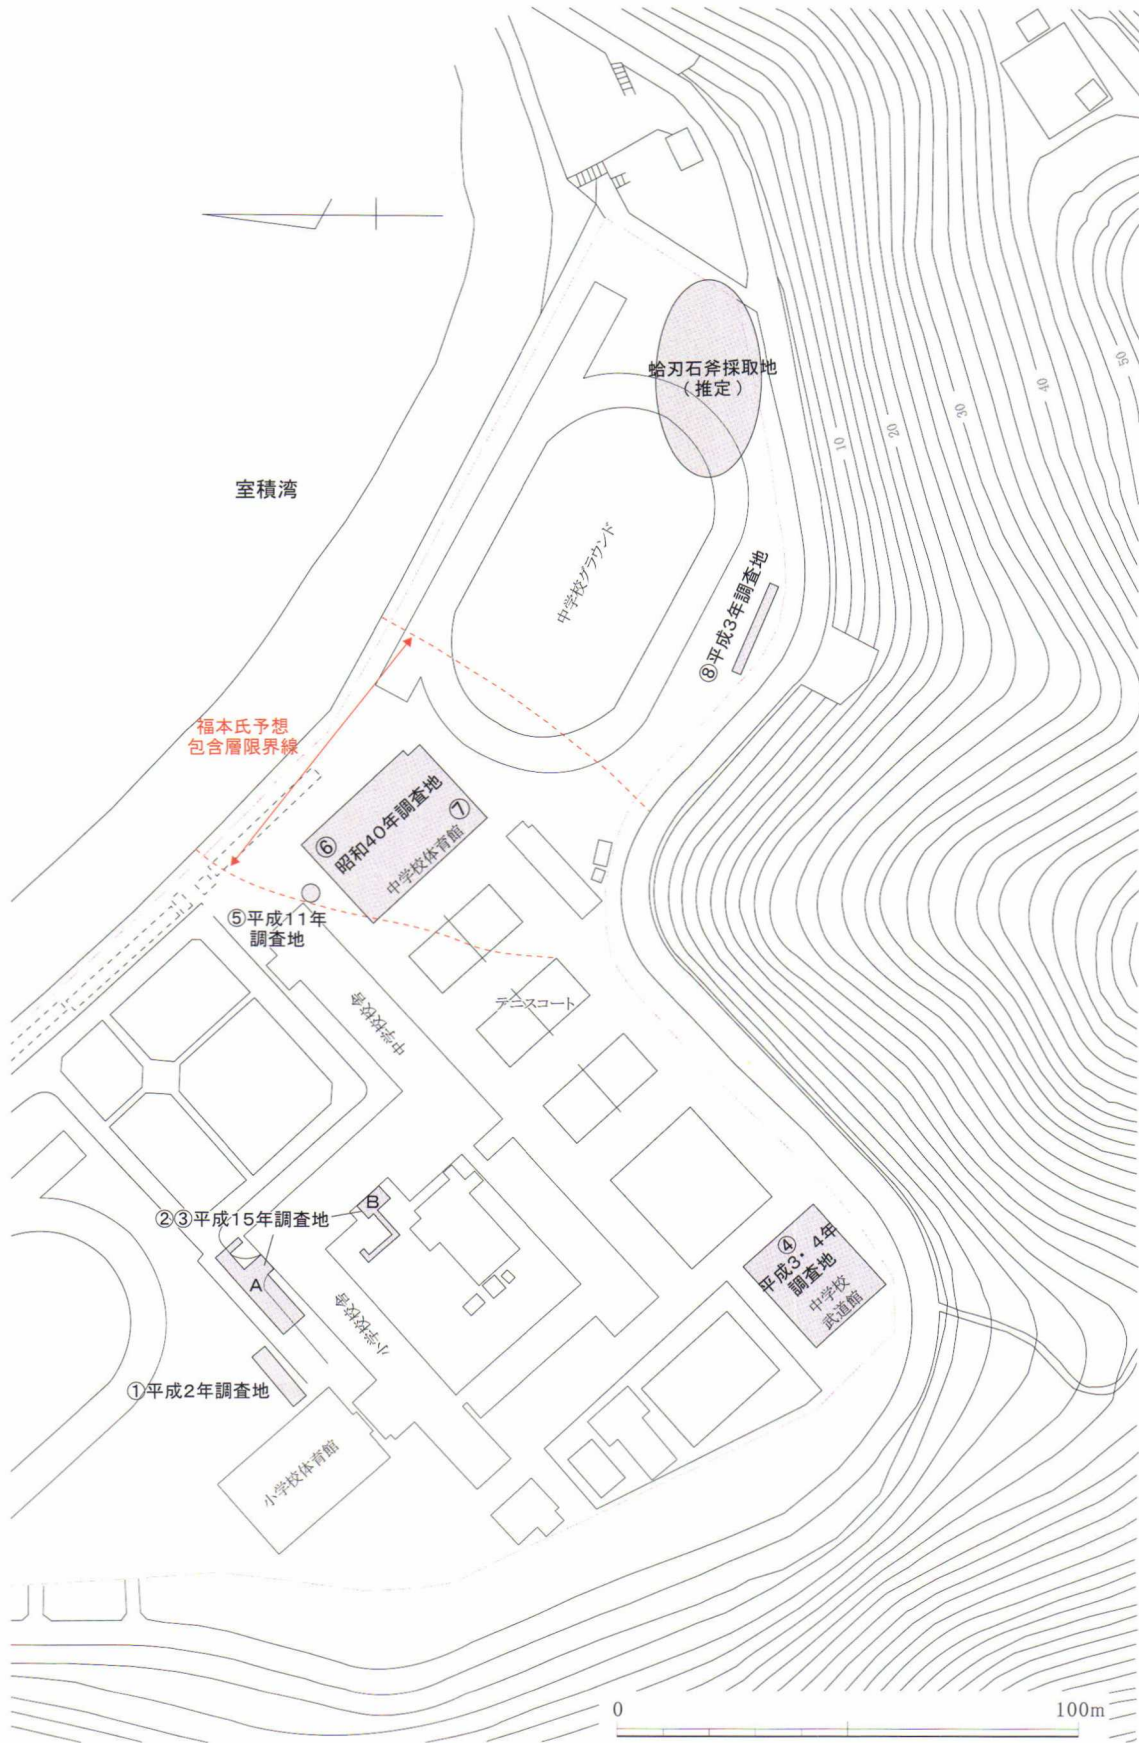 蛤刃石斧採取地
(推定)
10
20
30
40
50
室積湾
中学校グラウンド
⑧平成3年調査地
福本氏予想
包含層限界線
⑥
昭和40年調査地
⑦
中学校体育館
⑤平成11年
調査地
中学校校舎
テニスコート
②③平成15年調査地
B
A
④
平成3・4年
調査地
中学校
武道館
小学校校舎
①平成2年調査地
小学校体育館
0
100m